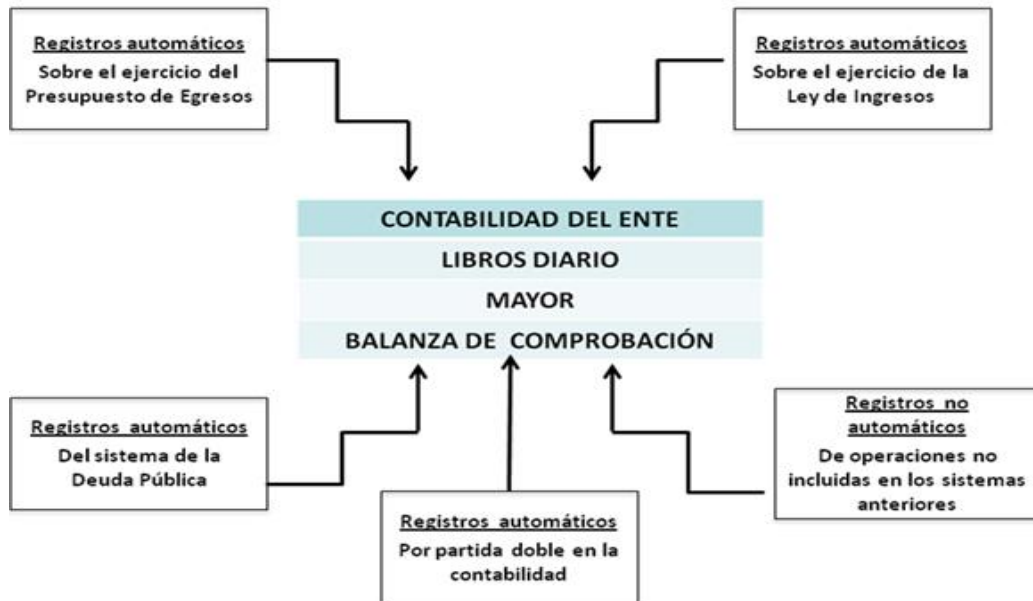 Registros automáticos
Sobre el ejercicio del
Presupuesto de Egresos
Registros automáticos
Sobre el ejercicio de la
Ley de Ingresos
CONTABILIDAD DEL ENTE
LIBROS DIARIO
MAYOR
BALANZA DE COMPROBACIÓN
Registros automáticos
Del sistema de la
Deuda Pública
Registros automáticos
Por partida doble en la
contabilidad
Registros no
automáticos
De operaciones no
incluidas en los sistemas
anteriores